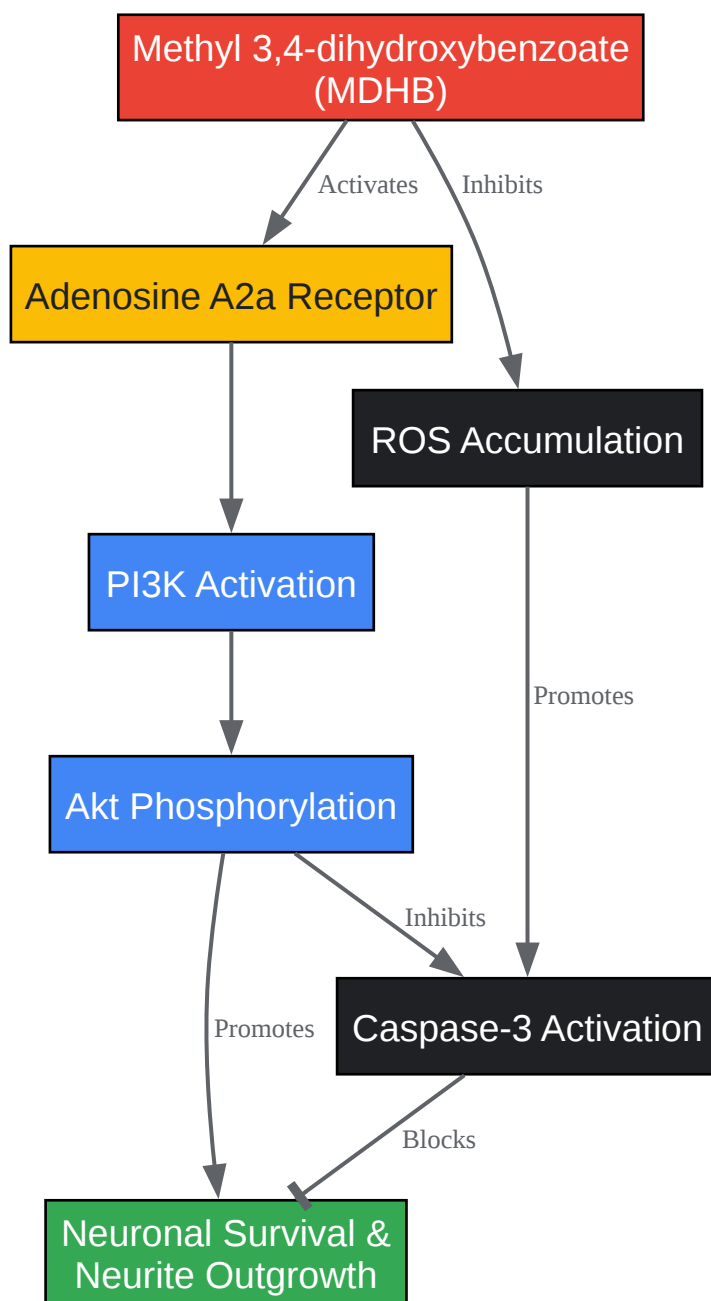 Methyl 3,4-dihydroxybenzoate
(MDHB)
Activates
Inhibits
Adenosine A2a Receptor
ROS Accumulation
PI3K Activation
Promotes
Akt Phosphorylation
Inhibits
Promotes
Caspase-3 Activation
Blocks
Neuronal Survival &
Neurite Outgrowth